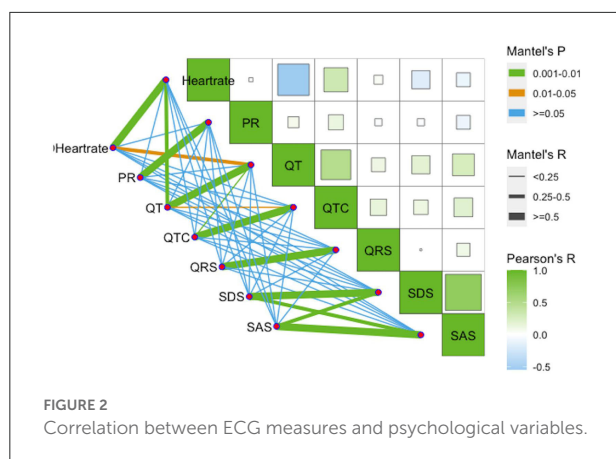 Mantel's P
0.001-0.01
0.01-0.05
>=0.05
Mantel's R
<0.25
0.25-0.5
>=0.5
Pearson's R
1.0
0.5
0.0
-0.5
Heartrate
PR
QT
QTC
QRS
SDS
SAS
Heartrate
PR
QT
QTC
QRS
SDS
SAS
FIGURE 2
Correlation between ECG measures and psychological variables.